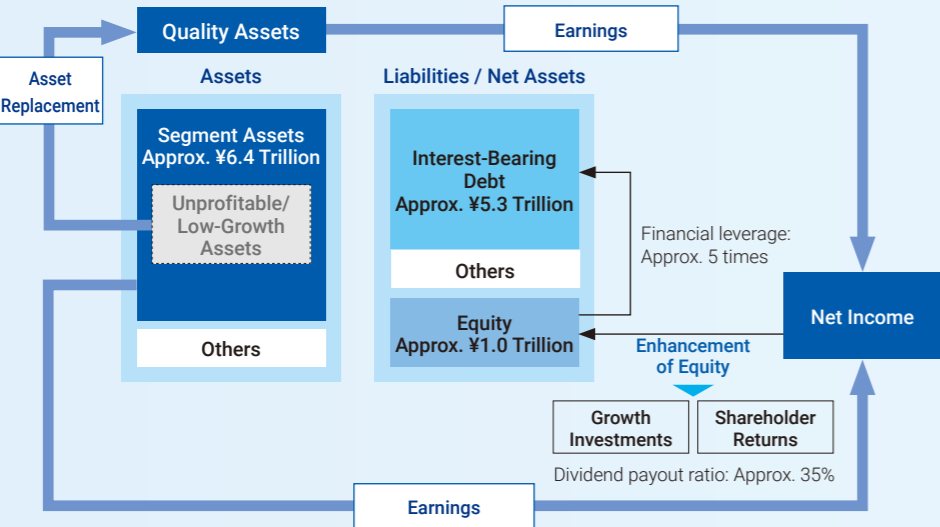 Quality Assets
Earnings
Asset
Replacement
Assets
Liabilities / Net Assets
Segment Assets
Approx. ¥6.4 Trillion
Unprofitable/
Low-Growth
Assets
Others
Interest-Bearing
Debt
Approx. ¥5.3 Trillion
Others
Equity
Approx. ¥1.0 Trillion
Financial leverage:
Approx. 5 times
Net Income
Enhancement
of Equity
Growth
Investments
Shareholder
Returns
Dividend payout ratio: Approx. 35%
Earnings